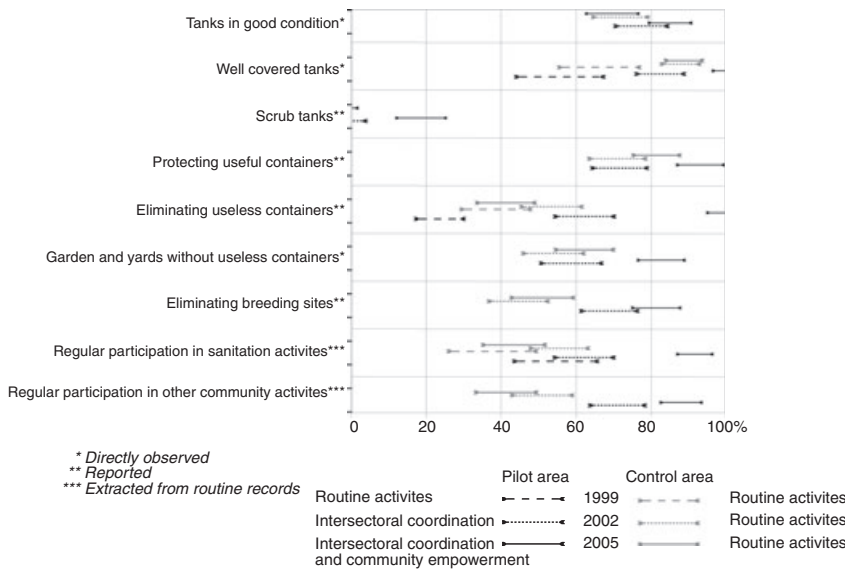 Tanks in good condition*
Well covered tanks*
Scrub tanks**
Protecting useful containers**
Eliminating useless containers**
Garden and yards without useless containers*
Eliminating breeding sites**
Regular participation in sanitation activites***
Regular participation in other community activites***
0 20 40 60 80 100%
* Directly observed
** Reported
*** Extracted from routine records
Pilot area Control area
Routine activites 1999 Routine activites
Intersectoral coordination 2002 Routine activites
Intersectoral coordination 2005 Routine activites
and community empowerment